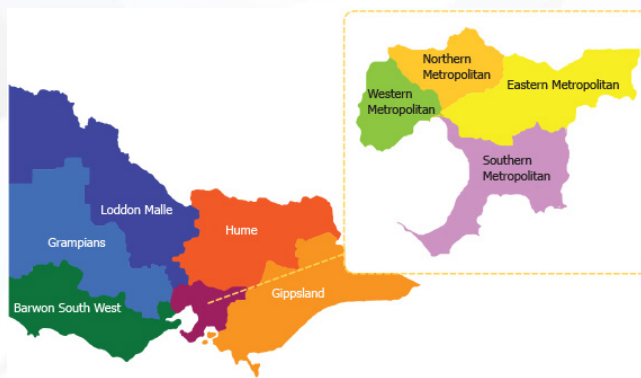 Northern
Metropolitan
Western
Metropolitan
Eastern Metropolitan
Southern
Metropolitan
Loddon Malle
Hume
Grampians
Gippsland
Barwon South West